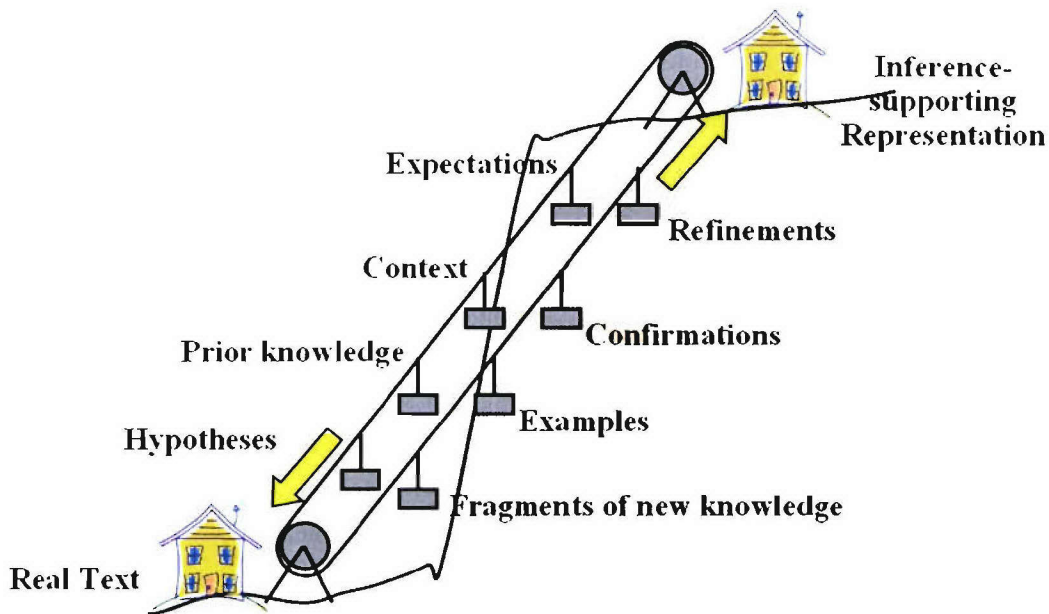 Inference-
supporting
Representation
Expectations
Refinements
Context
Confirmations
Prior knowledge
Examples
Hypotheses
Fragments of new knowledge
Real Text